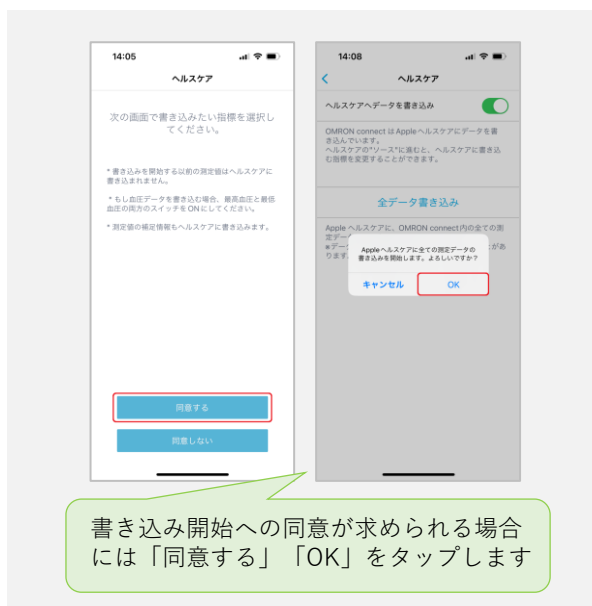 14:05
ヘルスケア
次の画面で書き込みたい指標を選択し
てください。
* 書き込みを開始する以前の測定値はヘルスケアに
書き込まれません。
* もし血圧データを書き込む場合、最高血圧と最低
血圧の両方のスイッチをONにしてください。
* 測定値の補足情報もヘルスケアに書き込みます。
同意する
同意しない
14:08
ヘルスケア
ヘルスケアへデータを書き込み
OMRON connect は Apple ヘルスケアにデータを書
き込んでいます。
ヘルスケアの"ソース"に進むと、ヘルスケアに書き込
む指標を変更することができます。
全データ書き込み
Apple ヘルスケアに、OMRON connect内の全ての測
定デー
※デー
があ
ります
Apple ヘルスケアに全ての測定データの
書き込みを開始します。よろしいですか？
キャンセル
OK
書き込み開始への同意が求められる場合
には「同意する」「OK」をタップします